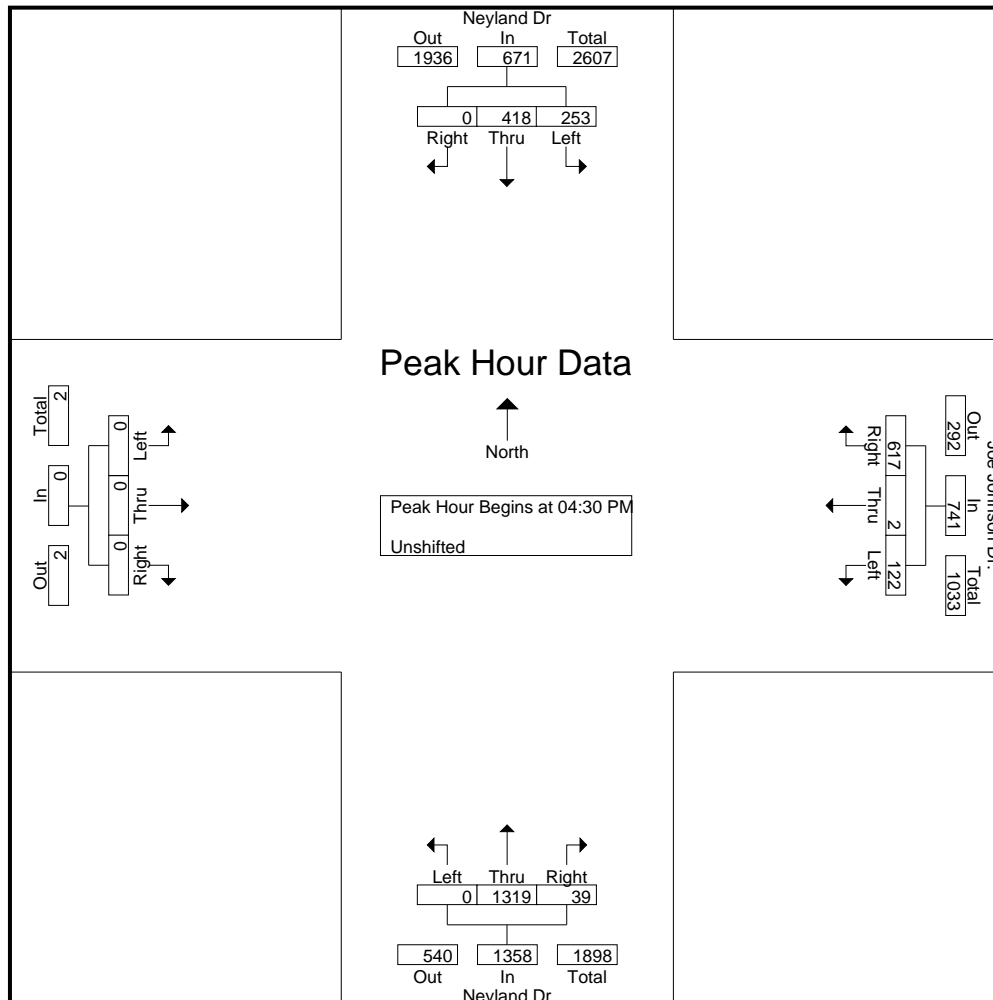 Neyland Dr
Out In Total
1936 671 2607
0 418 253
Right Thru Left
Peak Hour Data
North
Peak Hour Begins at 04:30 PM
Unshifted
Total In Out
2 0 2
0 0 0
Left Thru Right
Right Thru Left
617 2 122
Out In Total
292 741 1033
Joe Johnson Dr.
Left Thru Right
0 1319 39
540 1358 1898
Out In Total
Neyland Dr